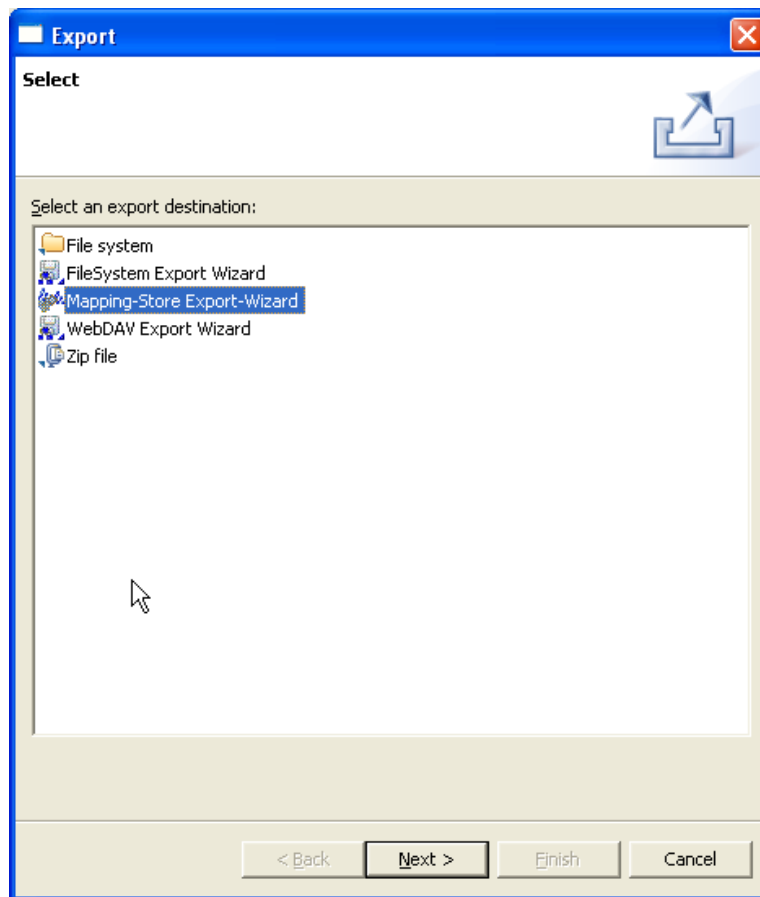 Export
Select
Select an export destination:
File system
FileSystem Export Wizard
Mapping-Store Export-Wizard
WebDAV Export Wizard
Zip file
< Back Next > Finish Cancel